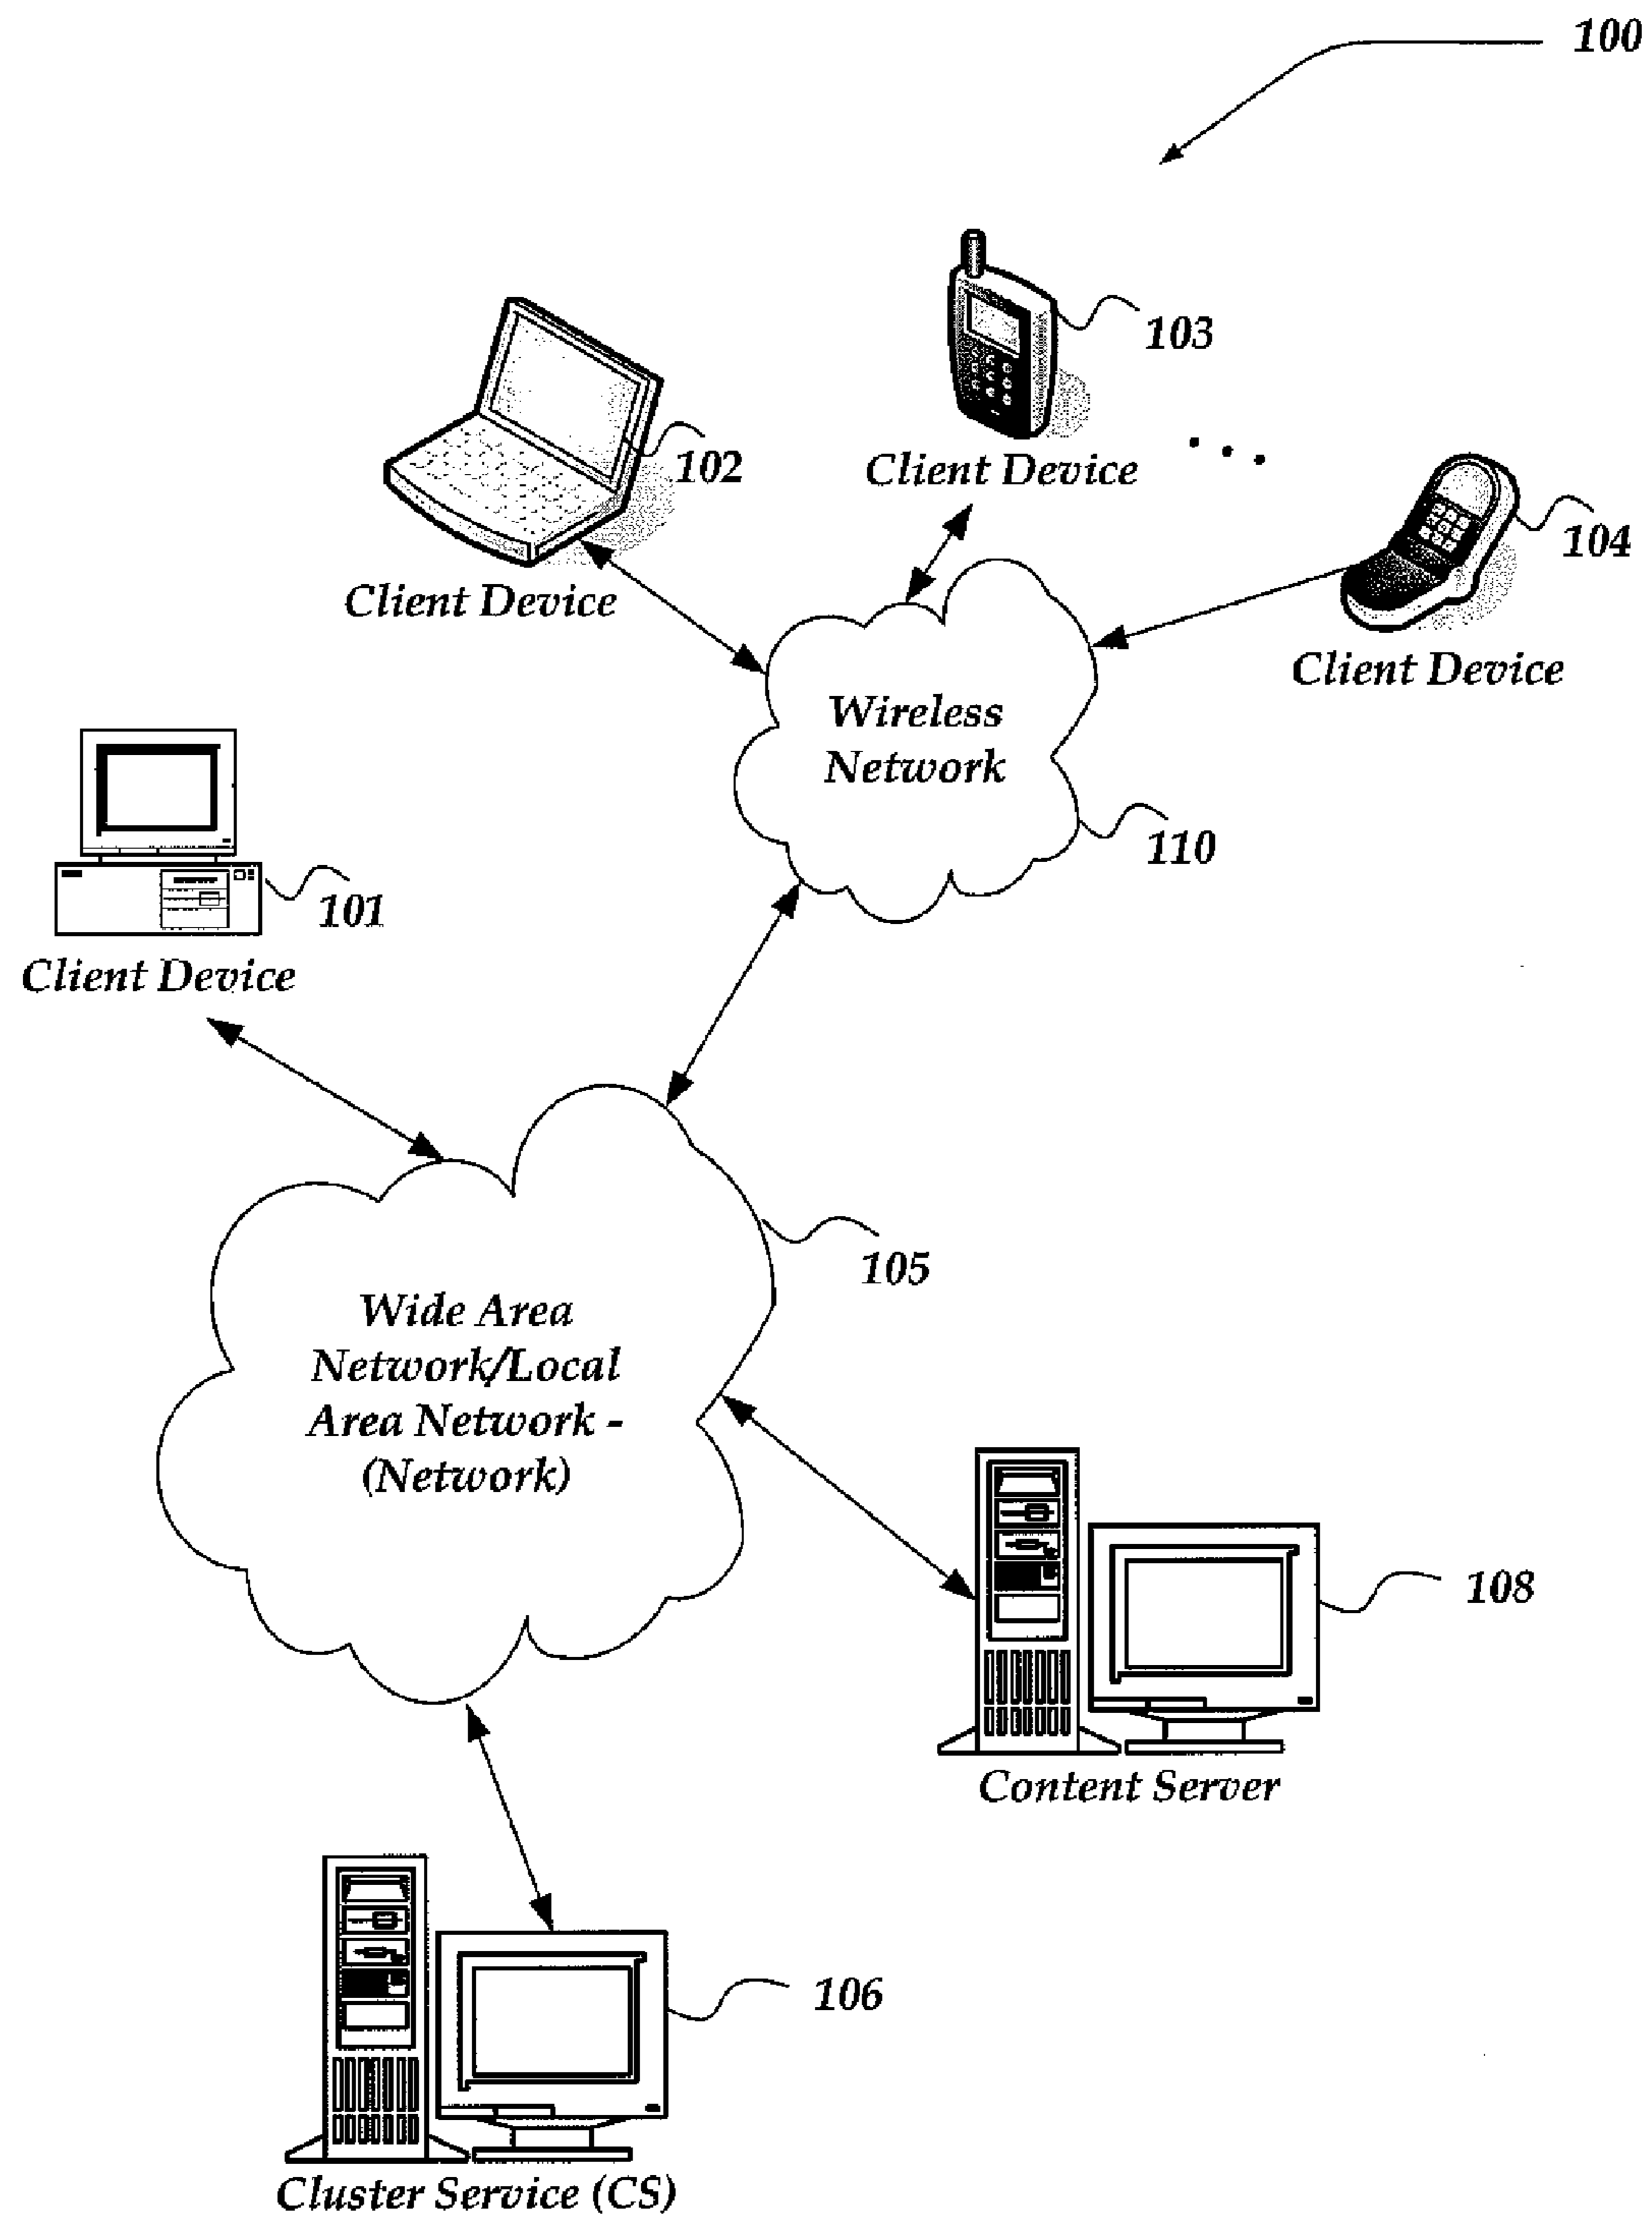 100
103
102
Client Device
104
Client Device
Client Device
Wireless
Network
110
101
Client Device
105
Wide Area
Network/Local
Area Network -
(Network)
108
Content Server
106
Cluster Service (CS)